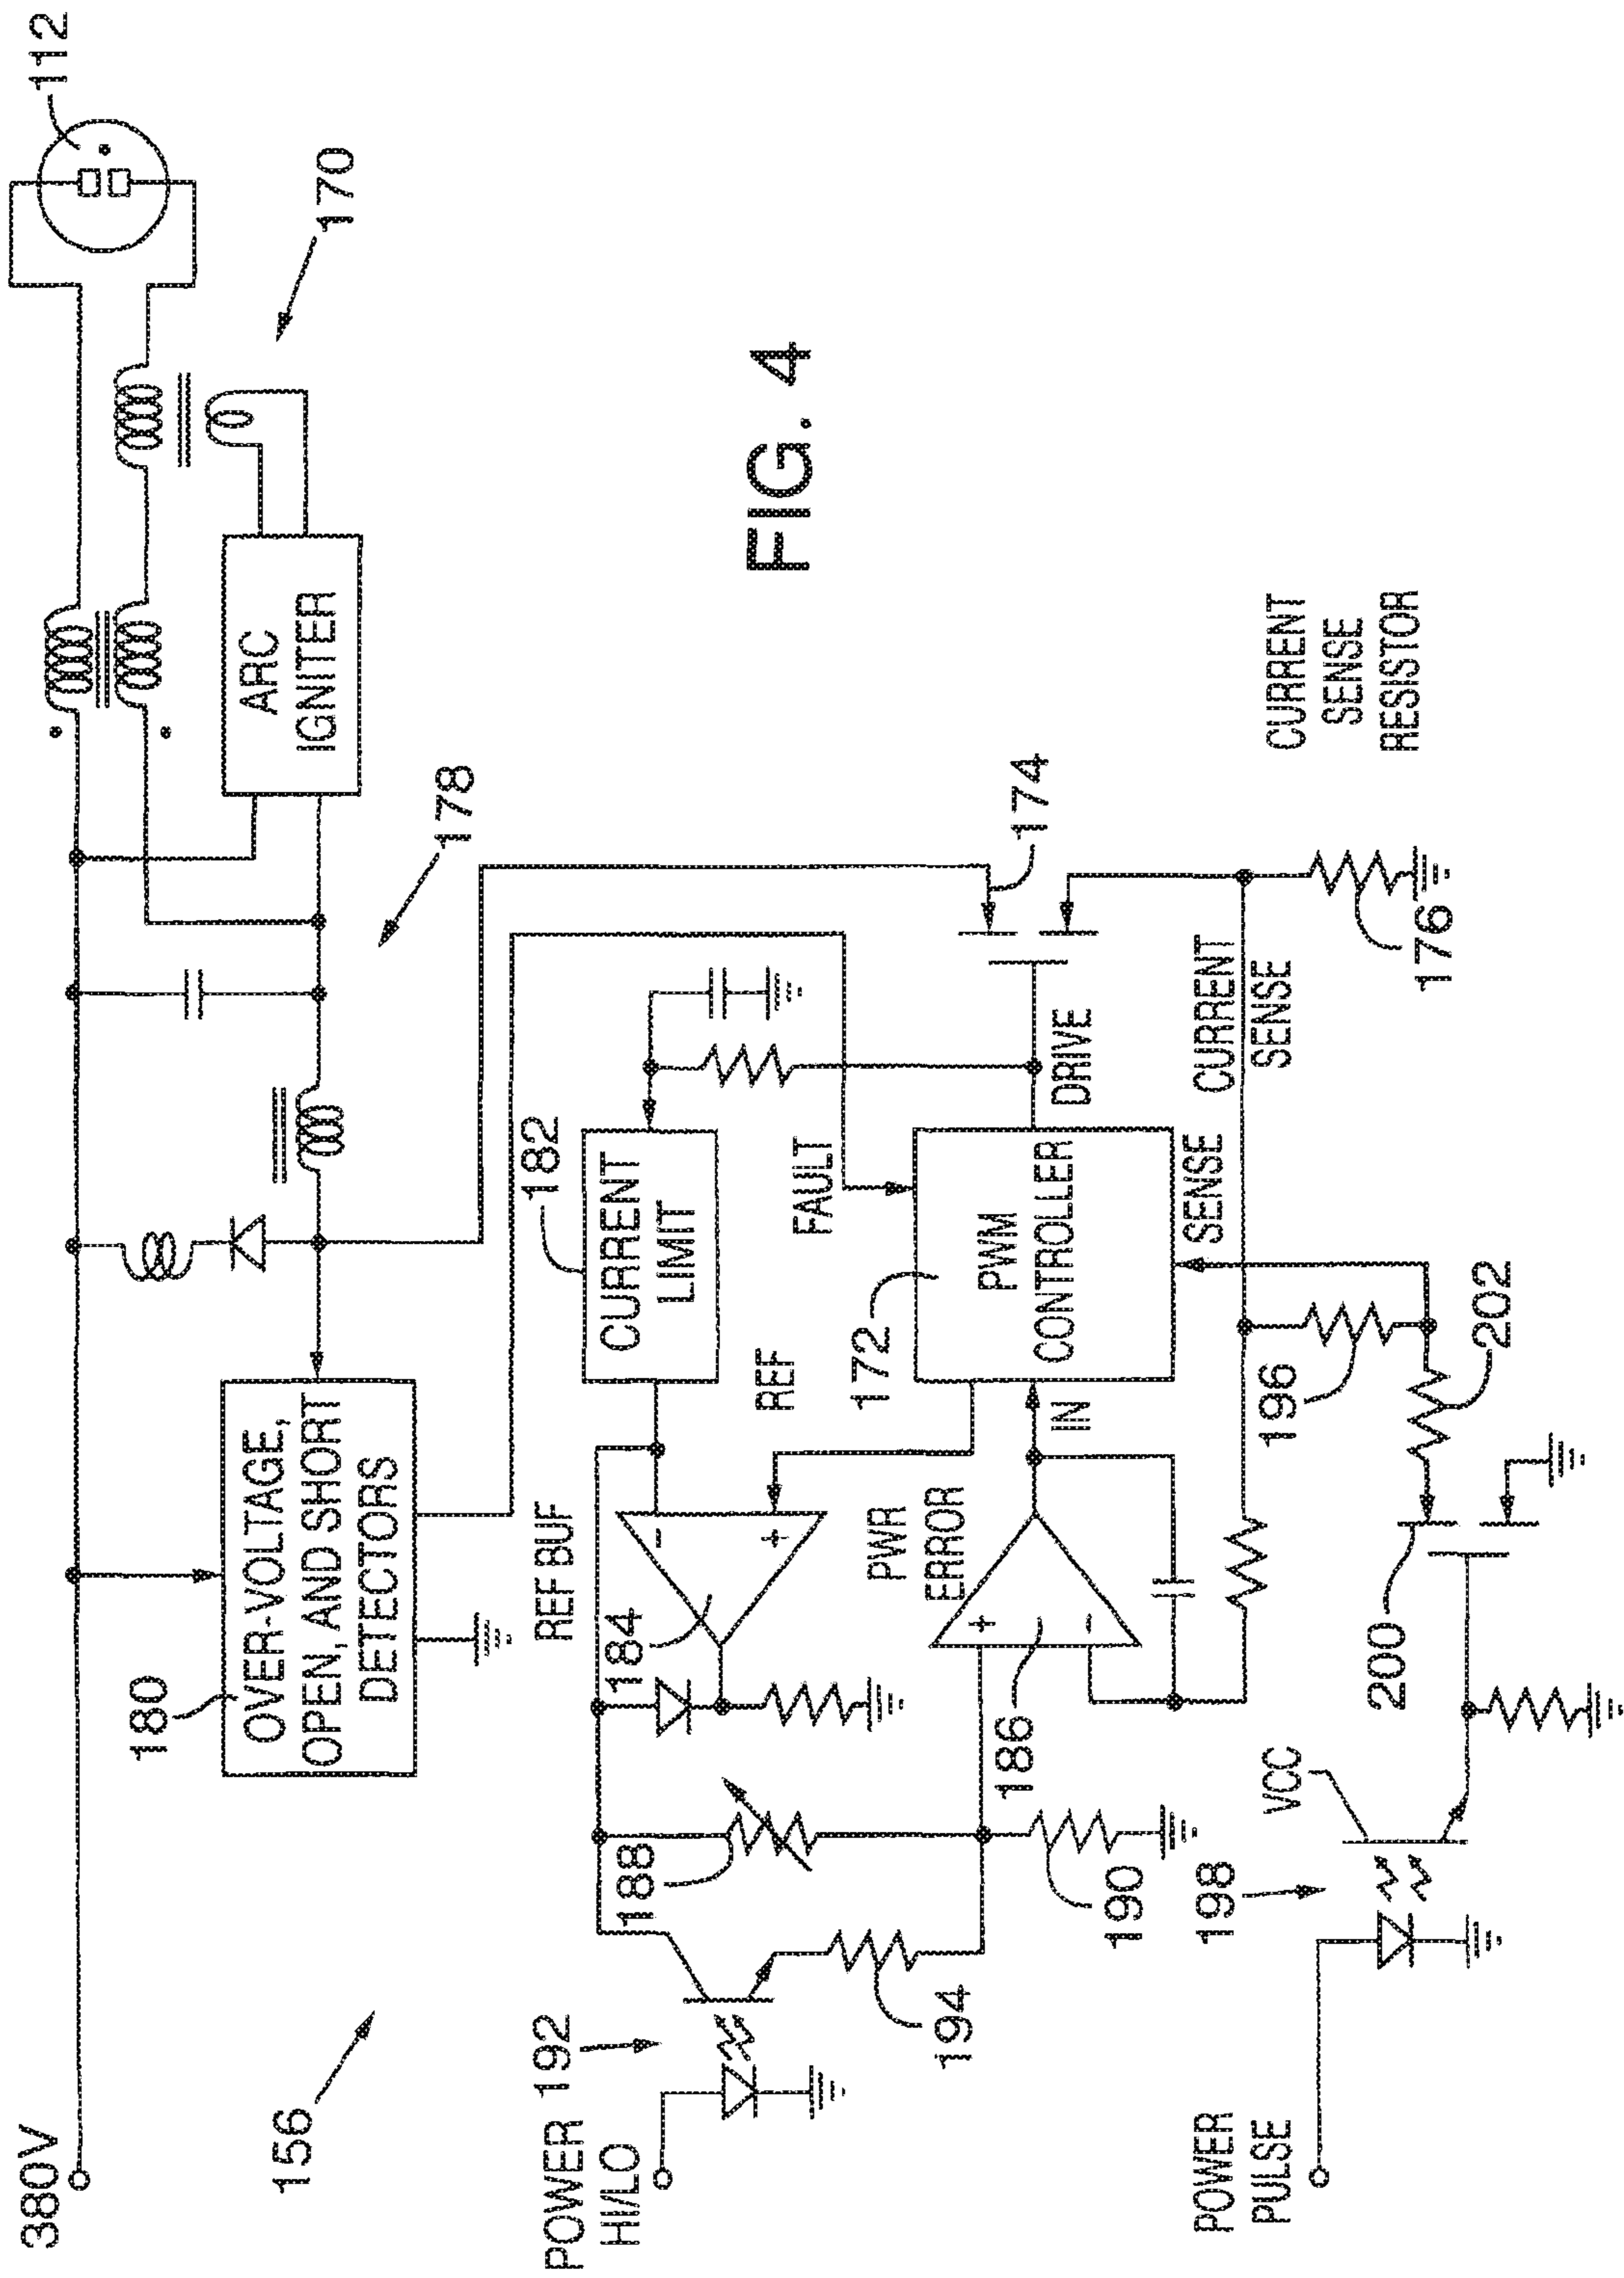 380V
112
170
178
156
180
OVER-VOLTAGE,
OPEN, AND SHORT
DETECTORS
ARC
IGNITER
FIG. 4
182
CURRENT
LIMIT
REF BUF
184
REF
FAULT
172
PWM
CONTROLLER
DRIVE
174
IN
SENSE
PWR
ERROR
186
188
190
192
194
POWER
HI/LO
CURRENT
SENSE
CURRENT
SENSE
RESISTOR
176
196
202
200
VCC
198
POWER
PULSE
-
+
+
-